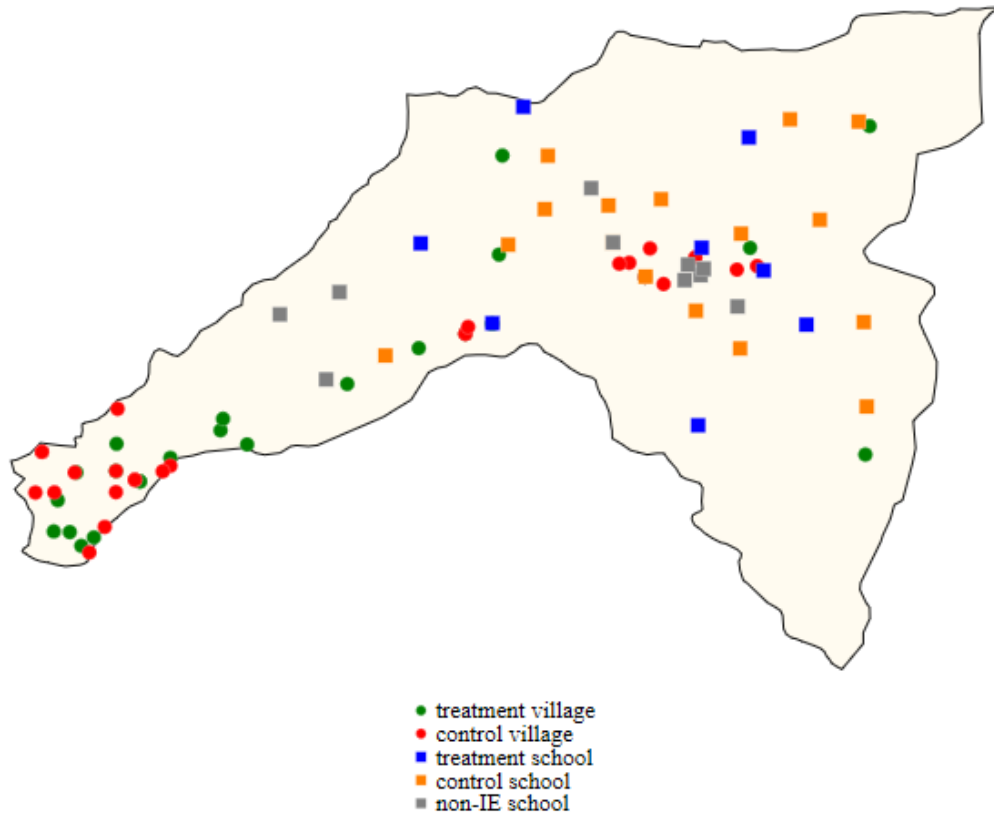 treatment village
control village
treatment school
control school
non-IE school